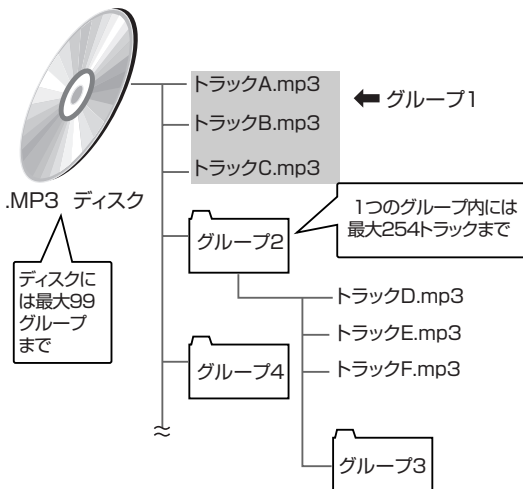 トラックA.mp3
グループ1
トラックB.mp3
トラックC.mp3
.MP3 ディスク
ディスクに
は最大99
グループ
まで
グループ2
1つのグループ内には
最大254トラックまで
トラックD.mp3
トラックE.mp3
トラックF.mp3
グループ4
グループ3